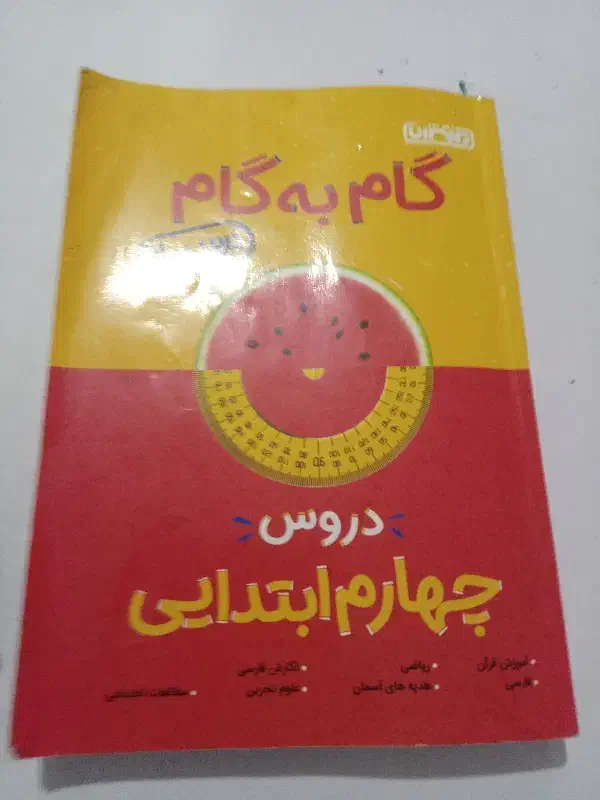 گام به گام
دروس
چهارم ابتدایی
• آموزش قرآن • ریاضی • نگارش فارسی
• فارسی • هدیه های آسمان • علوم تجربی • مطالعات اجتماعی